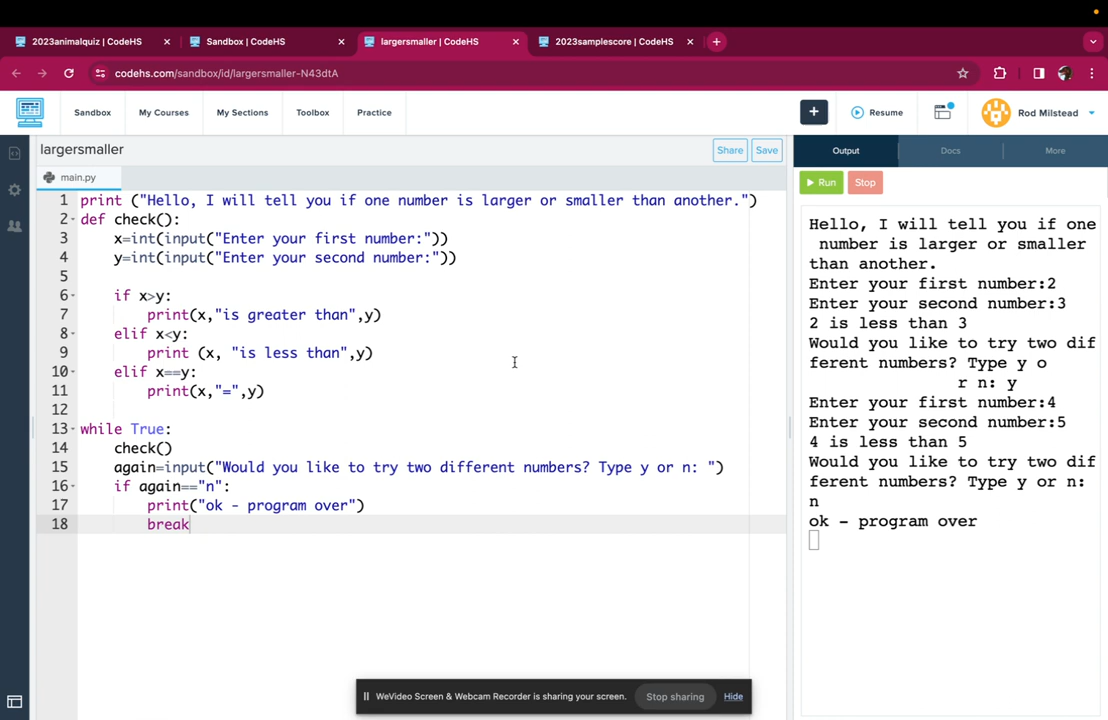 2023animalquiz | CodeHS
Sandbox | CodeHS
largersmaller | CodeHS
2023samplescore | CodeHS
codehs.com/sandbox/id/largersmaller-N43dtA
Sandbox
My Courses
My Sections
Toolbox
Practice
Resume
Rod Milstead
largersmaller
Share
Save
Output
Docs
More
main.py
Run
Stop
1 print ("Hello, I will tell you if one number is larger or smaller than another.")
2 def check():
3 x=int(input("Enter your first number:"))
4 y=int(input("Enter your second number:"))
5
6 if x>y:
7 print(x,"is greater than",y)
8 elif x<y:
9 print (x, "is less than",y)
10 elif x==y:
11 print(x,"=",y)
12
13 while True:
14 check()
15 again=input("Would you like to try two different numbers? Type y or n: ")
16 if again=="n":
17 print("ok - program over")
18 break
Hello, I will tell you if one
number is larger or smaller
than another.
Enter your first number:2
Enter your second number:3
2 is less than 3
Would you like to try two dif
ferent numbers? Type y o
r n: y
Enter your first number:4
Enter your second number:5
4 is less than 5
Would you like to try two dif
ferent numbers? Type y or n:
n
ok - program over
WeVideo Screen & Webcam Recorder is sharing your screen.
Stop sharing
Hide